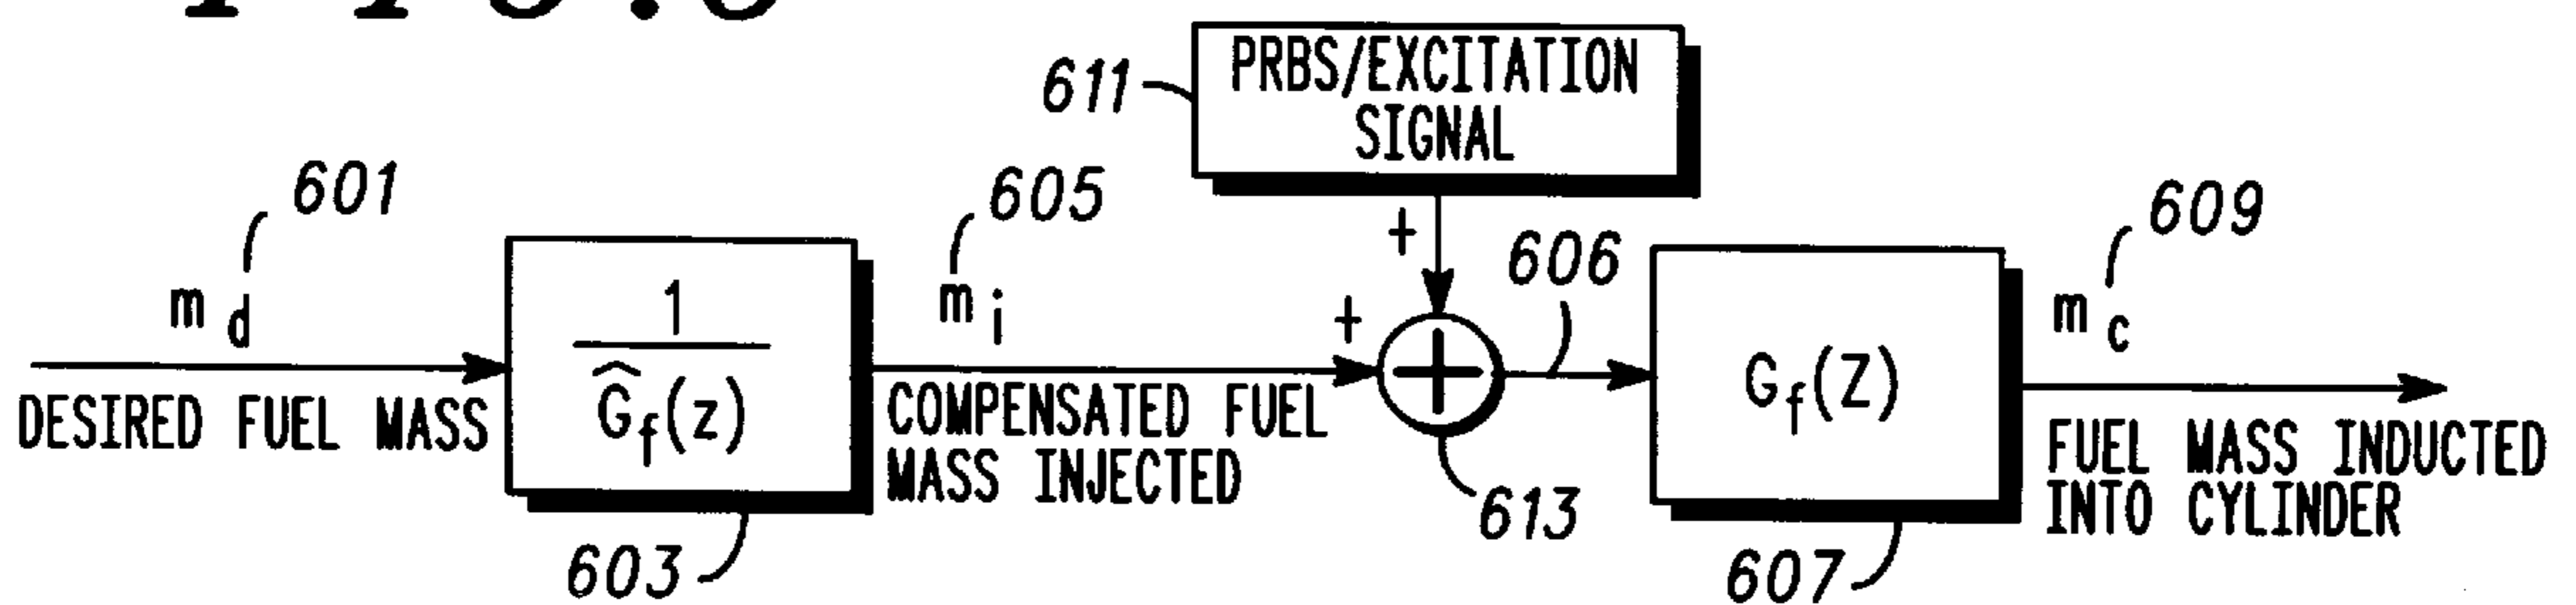 611
PRBS/EXCITATION
SIGNAL
601
605
609
m d
m i
+
606
m c
1
Ĝf(z)
+
+
Gf(Z)
DESIRED FUEL MASS
COMPENSATED FUEL
MASS INJECTED
FUEL MASS INDUCTED
INTO CYLINDER
603
613
607